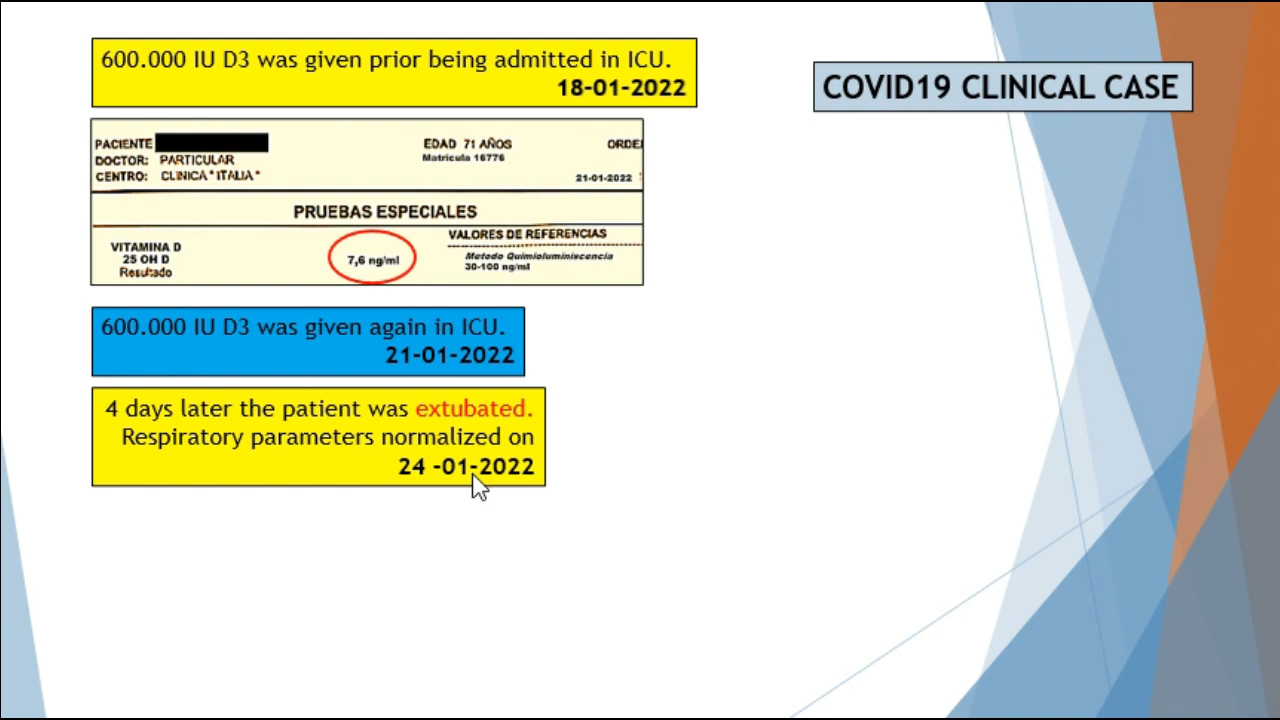 600.000 IU D3 was given prior being admitted in ICU.
18-01-2022
COVID19 CLINICAL CASE
PACIENTE
EDAD 71 AÑOS
ORDE
DOCTOR: PARTICULAR
Matricula 16776
CENTRO: CLINICA "ITALIA"
21-01-2022
PRUEBAS ESPECIALES
VALORES DE REFERENCIAS
VITAMINA D
25 OH D
Resultado
7,6 ng/ml
Metodo Quimioluminiscencia
30-100 ng/ml
600.000 IU D3 was given again in ICU.
21-01-2022
4 days later the patient was extubated.
Respiratory parameters normalized on
24 -01-2022